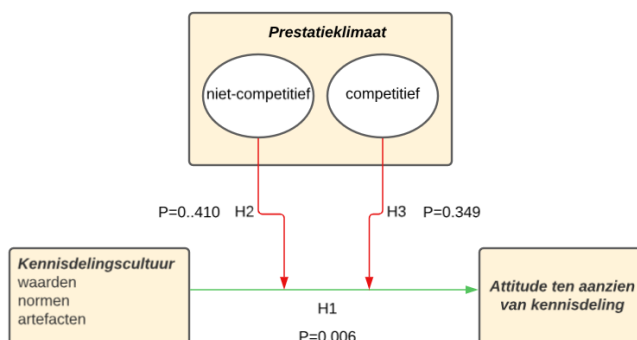 Prestatieklimaat
niet-competitief
competitief
P=0..410
H2
H3
P=0.349
Kennisdelingscultuur
waarden
normen
artefacten
Attitude ten aanzien
van kennisdeling
H1
P=0.006